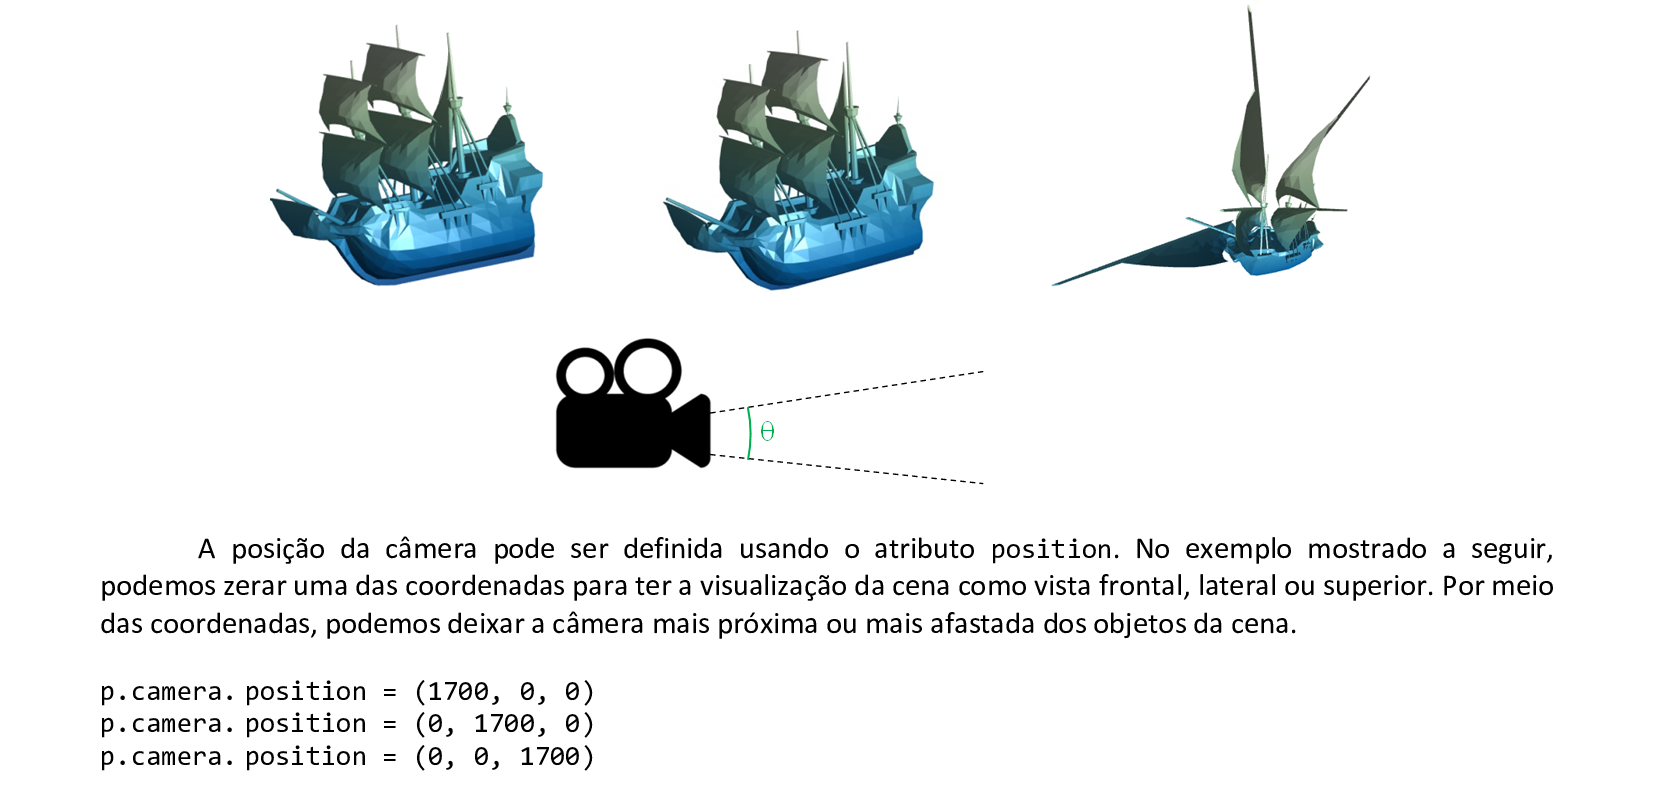 θ
A posição da câmera pode ser definida usando o atributo position. No exemplo mostrado a seguir,
podemos zerar uma das coordenadas para ter a visualização da cena como vista frontal, lateral ou superior. Por meio
das coordenadas, podemos deixar a câmera mais próxima ou mais afastada dos objetos da cena.
p.camera. position = (1700, 0, 0)
p.camera. position = (0, 1700, 0)
p.camera. position = (0, 0, 1700)